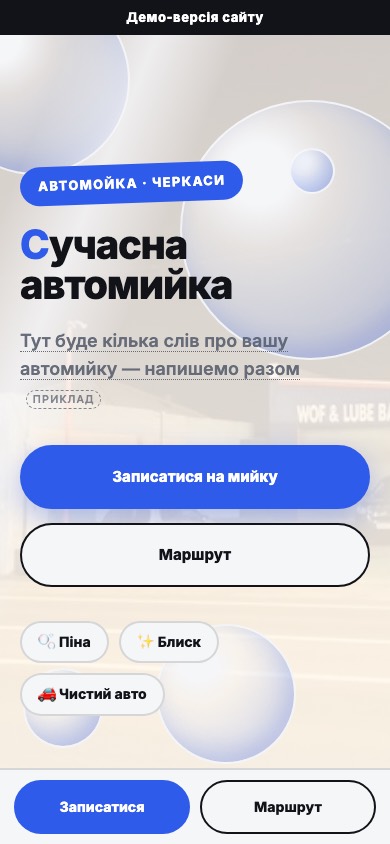 Демо-версія сайту
АВТОМОЙКА · ЧЕРКАСИ
Сучасна
автомийка
Тут буде кілька слів про вашу
автомийку — напишемо разом
ПРИКЛАД
WOF & LUBE BA
Записатися на мийку
Маршрут
Піна
Блиск
Чистий авто
Записатися
Маршрут